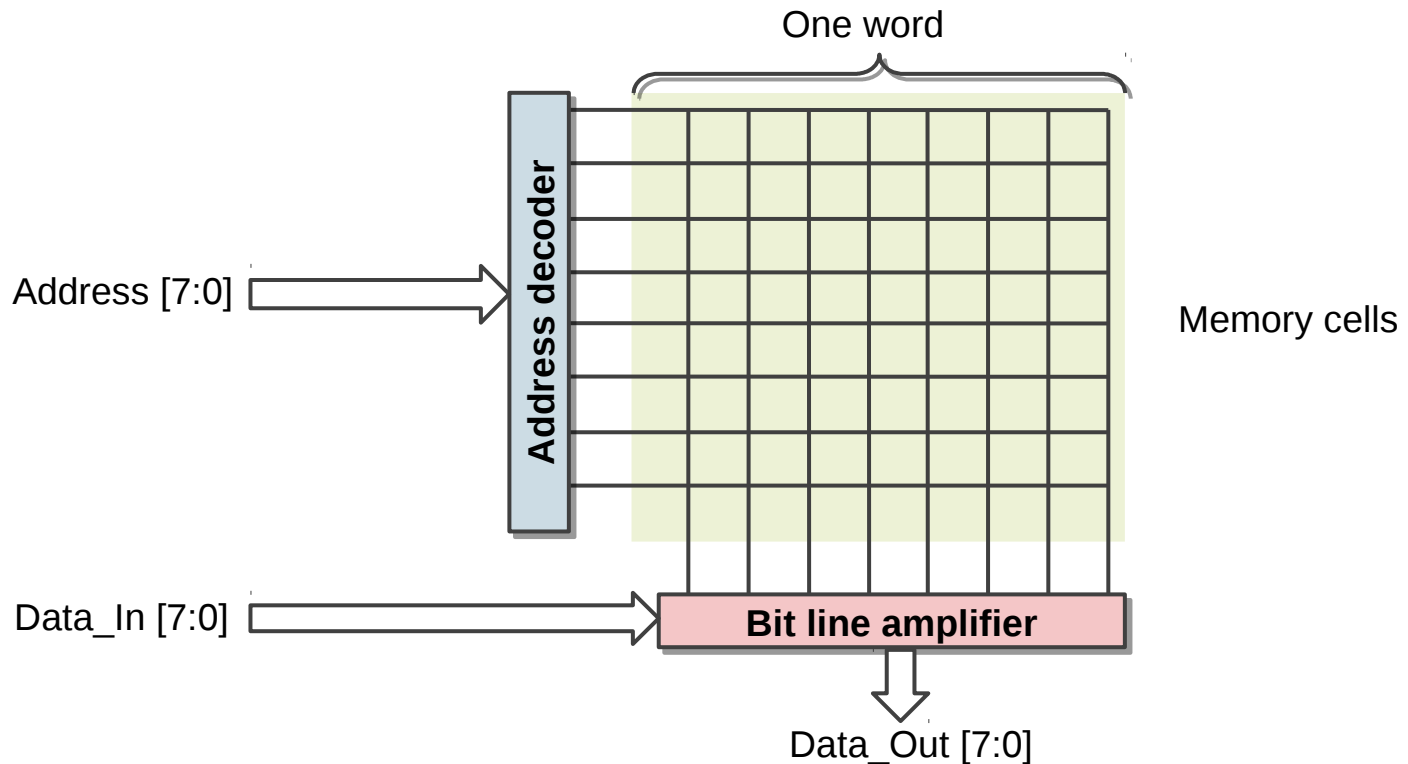 One word
Address decoder
Address [7:0]
Memory cells
Data_In [7:0]
Bit line amplifier
Data_Out [7:0]